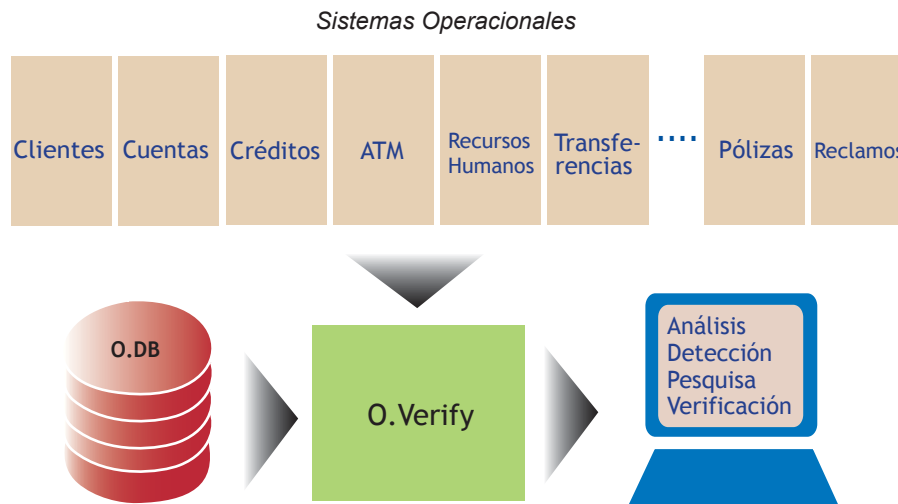 Sistemas Operacionales
Clientes
Cuentas
Créditos
ATM
Recursos
Humanos
Transfe-
rencias
....
Pólizas
Reclamos
O.DB
O.Verify
Análisis
Detección
Pesquisa
Verificación